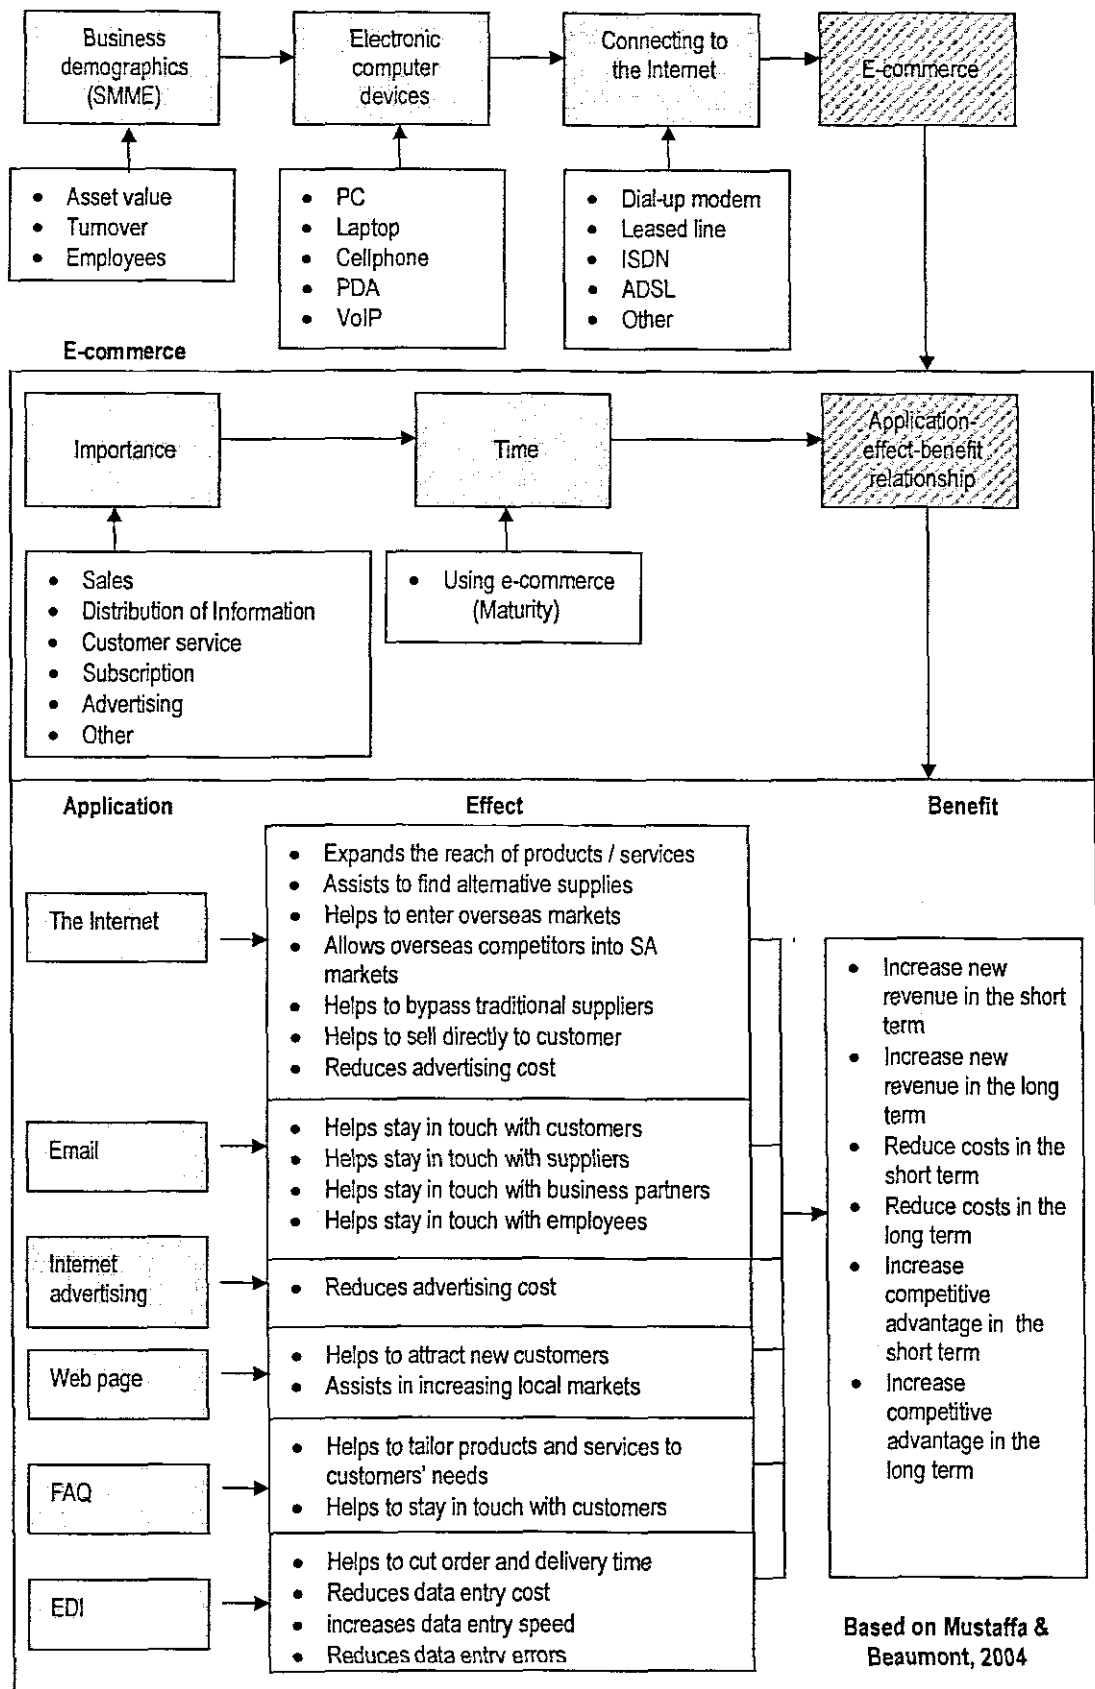 Business
demographics
(SMME)
Electronic
computer
devices
Connecting to
the Internet
E-commerce
• Asset value
• Turnover
• Employees
• PC
• Laptop
• Cellphone
• PDA
• VoIP
• Dial-up modem
• Leased line
• ISDN
• ADSL
• Other
E-commerce
Importance
Time
Application-
effect-benefit
relationship
• Sales
• Distribution of Information
• Customer service
• Subscription
• Advertising
• Other
• Using e-commerce
(Maturity)
Application
Effect
Benefit
The Internet
• Expands the reach of products / services
• Assists to find alternative supplies
• Helps to enter overseas markets
• Allows overseas competitors into SA
markets
• Helps to bypass traditional suppliers
• Helps to sell directly to customer
• Reduces advertising cost
Email
• Helps stay in touch with customers
• Helps stay in touch with suppliers
• Helps stay in touch with business partners
• Helps stay in touch with employees
Internet
advertising
• Reduces advertising cost
Web page
• Helps to attract new customers
• Assists in increasing local markets
FAQ
• Helps to tailor products and services to
customers' needs
• Helps to stay in touch with customers
EDI
• Helps to cut order and delivery time
• Reduces data entry cost
• increases data entry speed
• Reduces data entry errors
• Increase new
revenue in the short
term
• Increase new
revenue in the long
term
• Reduce costs in the
short term
• Reduce costs in the
long term
• Increase
competitive
advantage in the
short term
• Increase
competitive
advantage in the
long term
Based on Mustaffa &
Beaumont, 2004